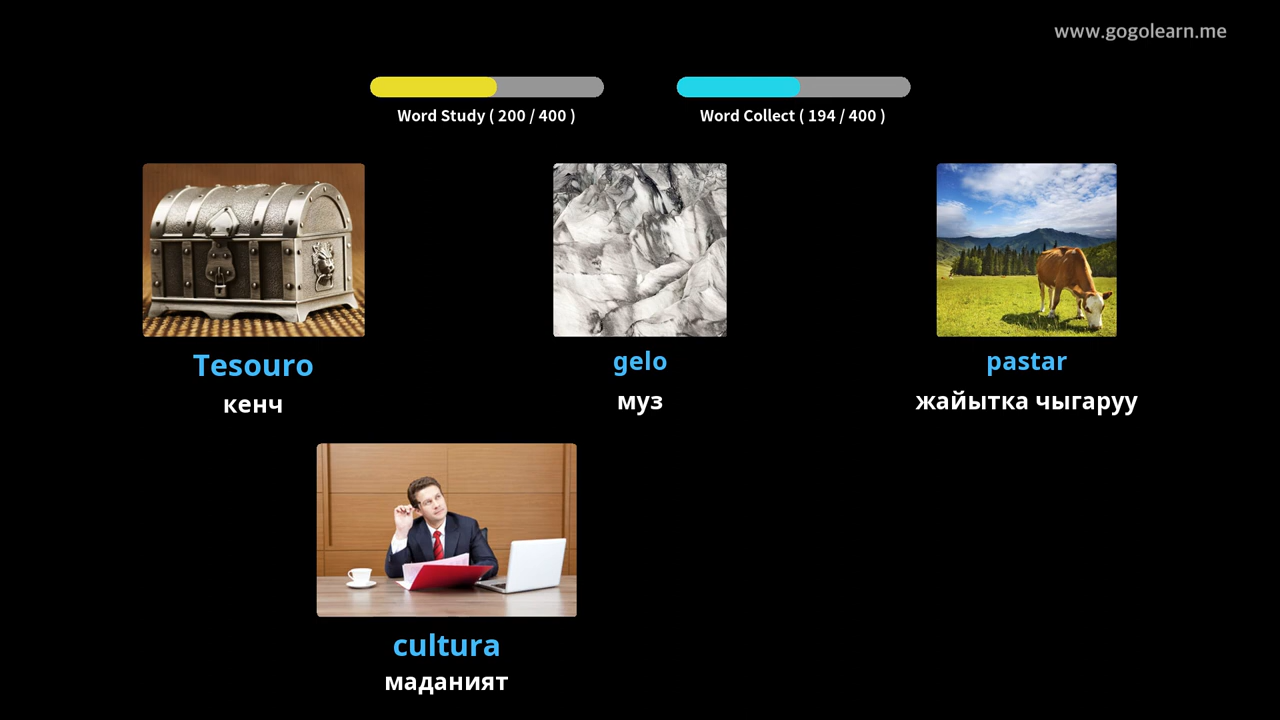 www.gogolearn.me
Word Study ( 200 / 400 )
Word Collect ( 194 / 400 )
Tesouro
кенч
gelo
муз
pastar
жайытка чыгаруу
cultura
маданият